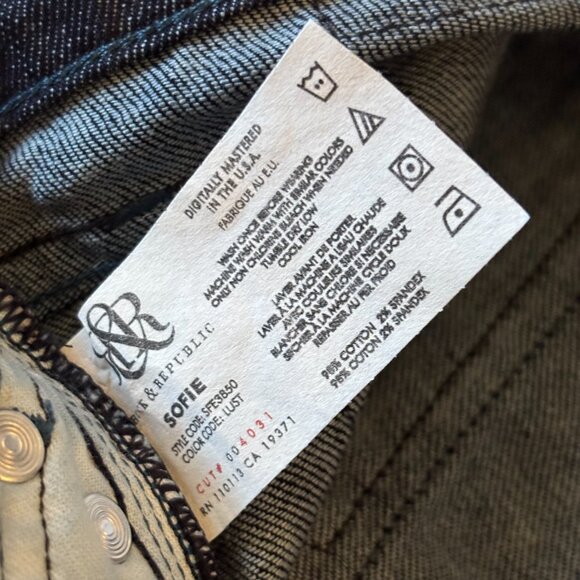 DIGITALLY MASTERED
IN THE U.S.A.
FABRIQUE AU E.U.
WASH ONCE BEFORE WEARING
MACHINE WASH WARM WITH SIMILAR COLORS
ONLY NON CHLORINE BLEACH WHEN NEEDED
TUMBLE DRY LOW
COOL IRON
LAVER AVANT DE PORTER.
LAVER À LA MACHINE A L'EAU CHAUDE
AVEC COULEURS SIMILAIRES
BLANCHIR SANS CHLORE SI NÉCESSAIRE
SÉCHER À LA MACHINE CYCLE DOUX
REPASSER AU FER FROID
98% COTTON 2% SPANDEX
98% COTON 2% SPANDEX
R&R
& REPUBLIC
SOFIE
STYLE CODE: SFE3850
COLOR CODE: LUST
CUT# 004031
RN 110113 CA 19371